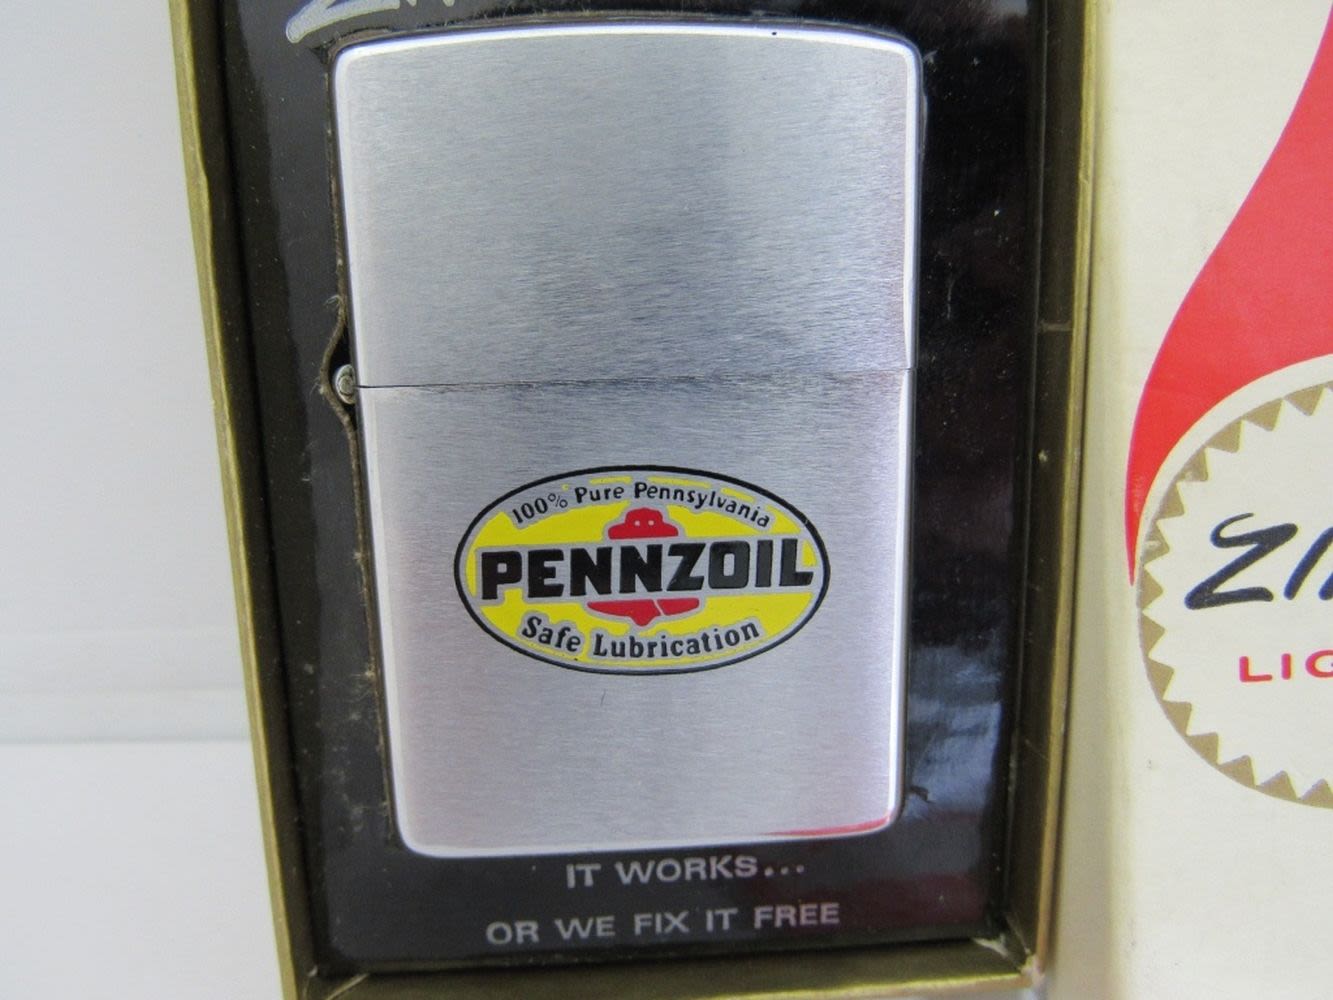 100% Pure Pennsylvania
PENNZOIL
Safe Lubrication
IT WORKS...
OR WE FIX IT FREE